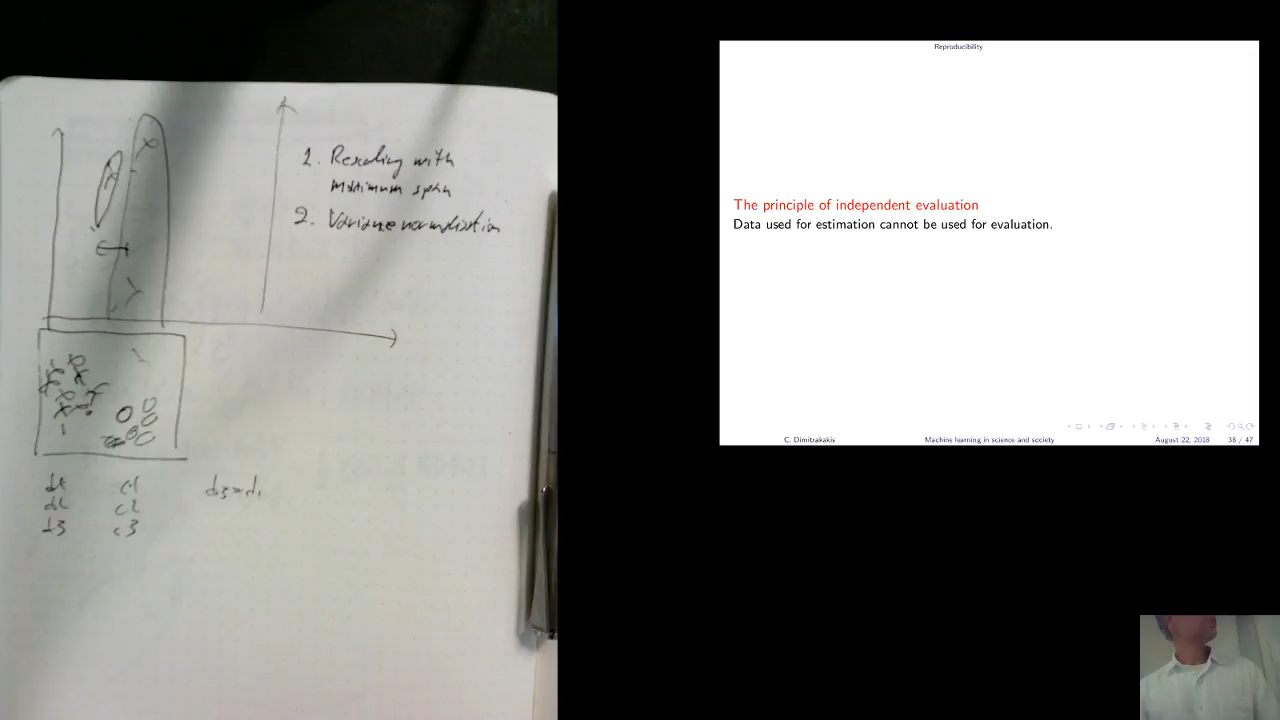 1. Rescaling with
maximum span
2. Variance normalization
d1 c1
d2 c2
d3 c3
Reproducibility
The principle of independent evaluation
Data used for estimation cannot be used for evaluation.
C. Dimitrakakis Machine learning in science and society August 22, 2018 38 / 47